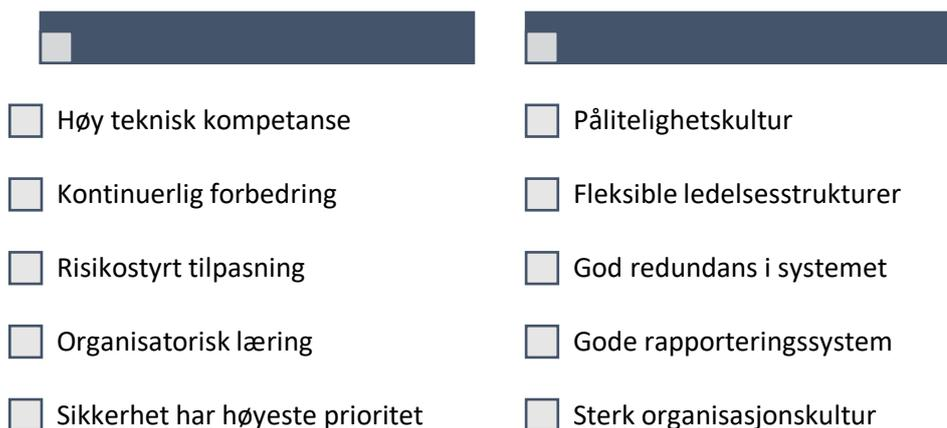 Høy teknisk kompetanse
Kontinuerlig forbedring
Risikostyrt tilpasning
Organisatorisk læring
Sikkerhet har høyeste prioritet
Pålitelighetskultur
Fleksible ledelsesstrukturer
God redundans i systemet
Gode rapporteringssystem
Sterk organisasjonskultur